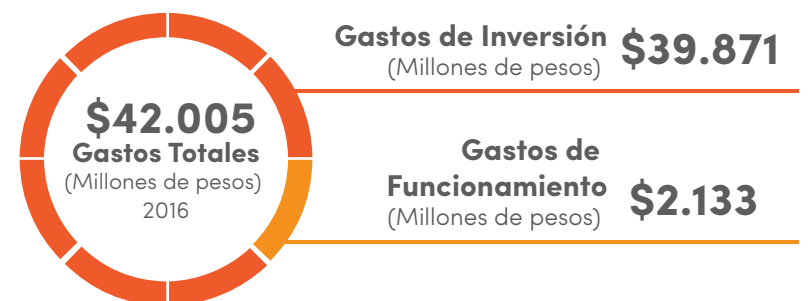 $42.005
Gastos Totales
(Millones de pesos)
2016
Gastos de Inversión
(Millones de pesos)
$39.871
Gastos de
Funcionamiento
(Millones de pesos)
$2.133